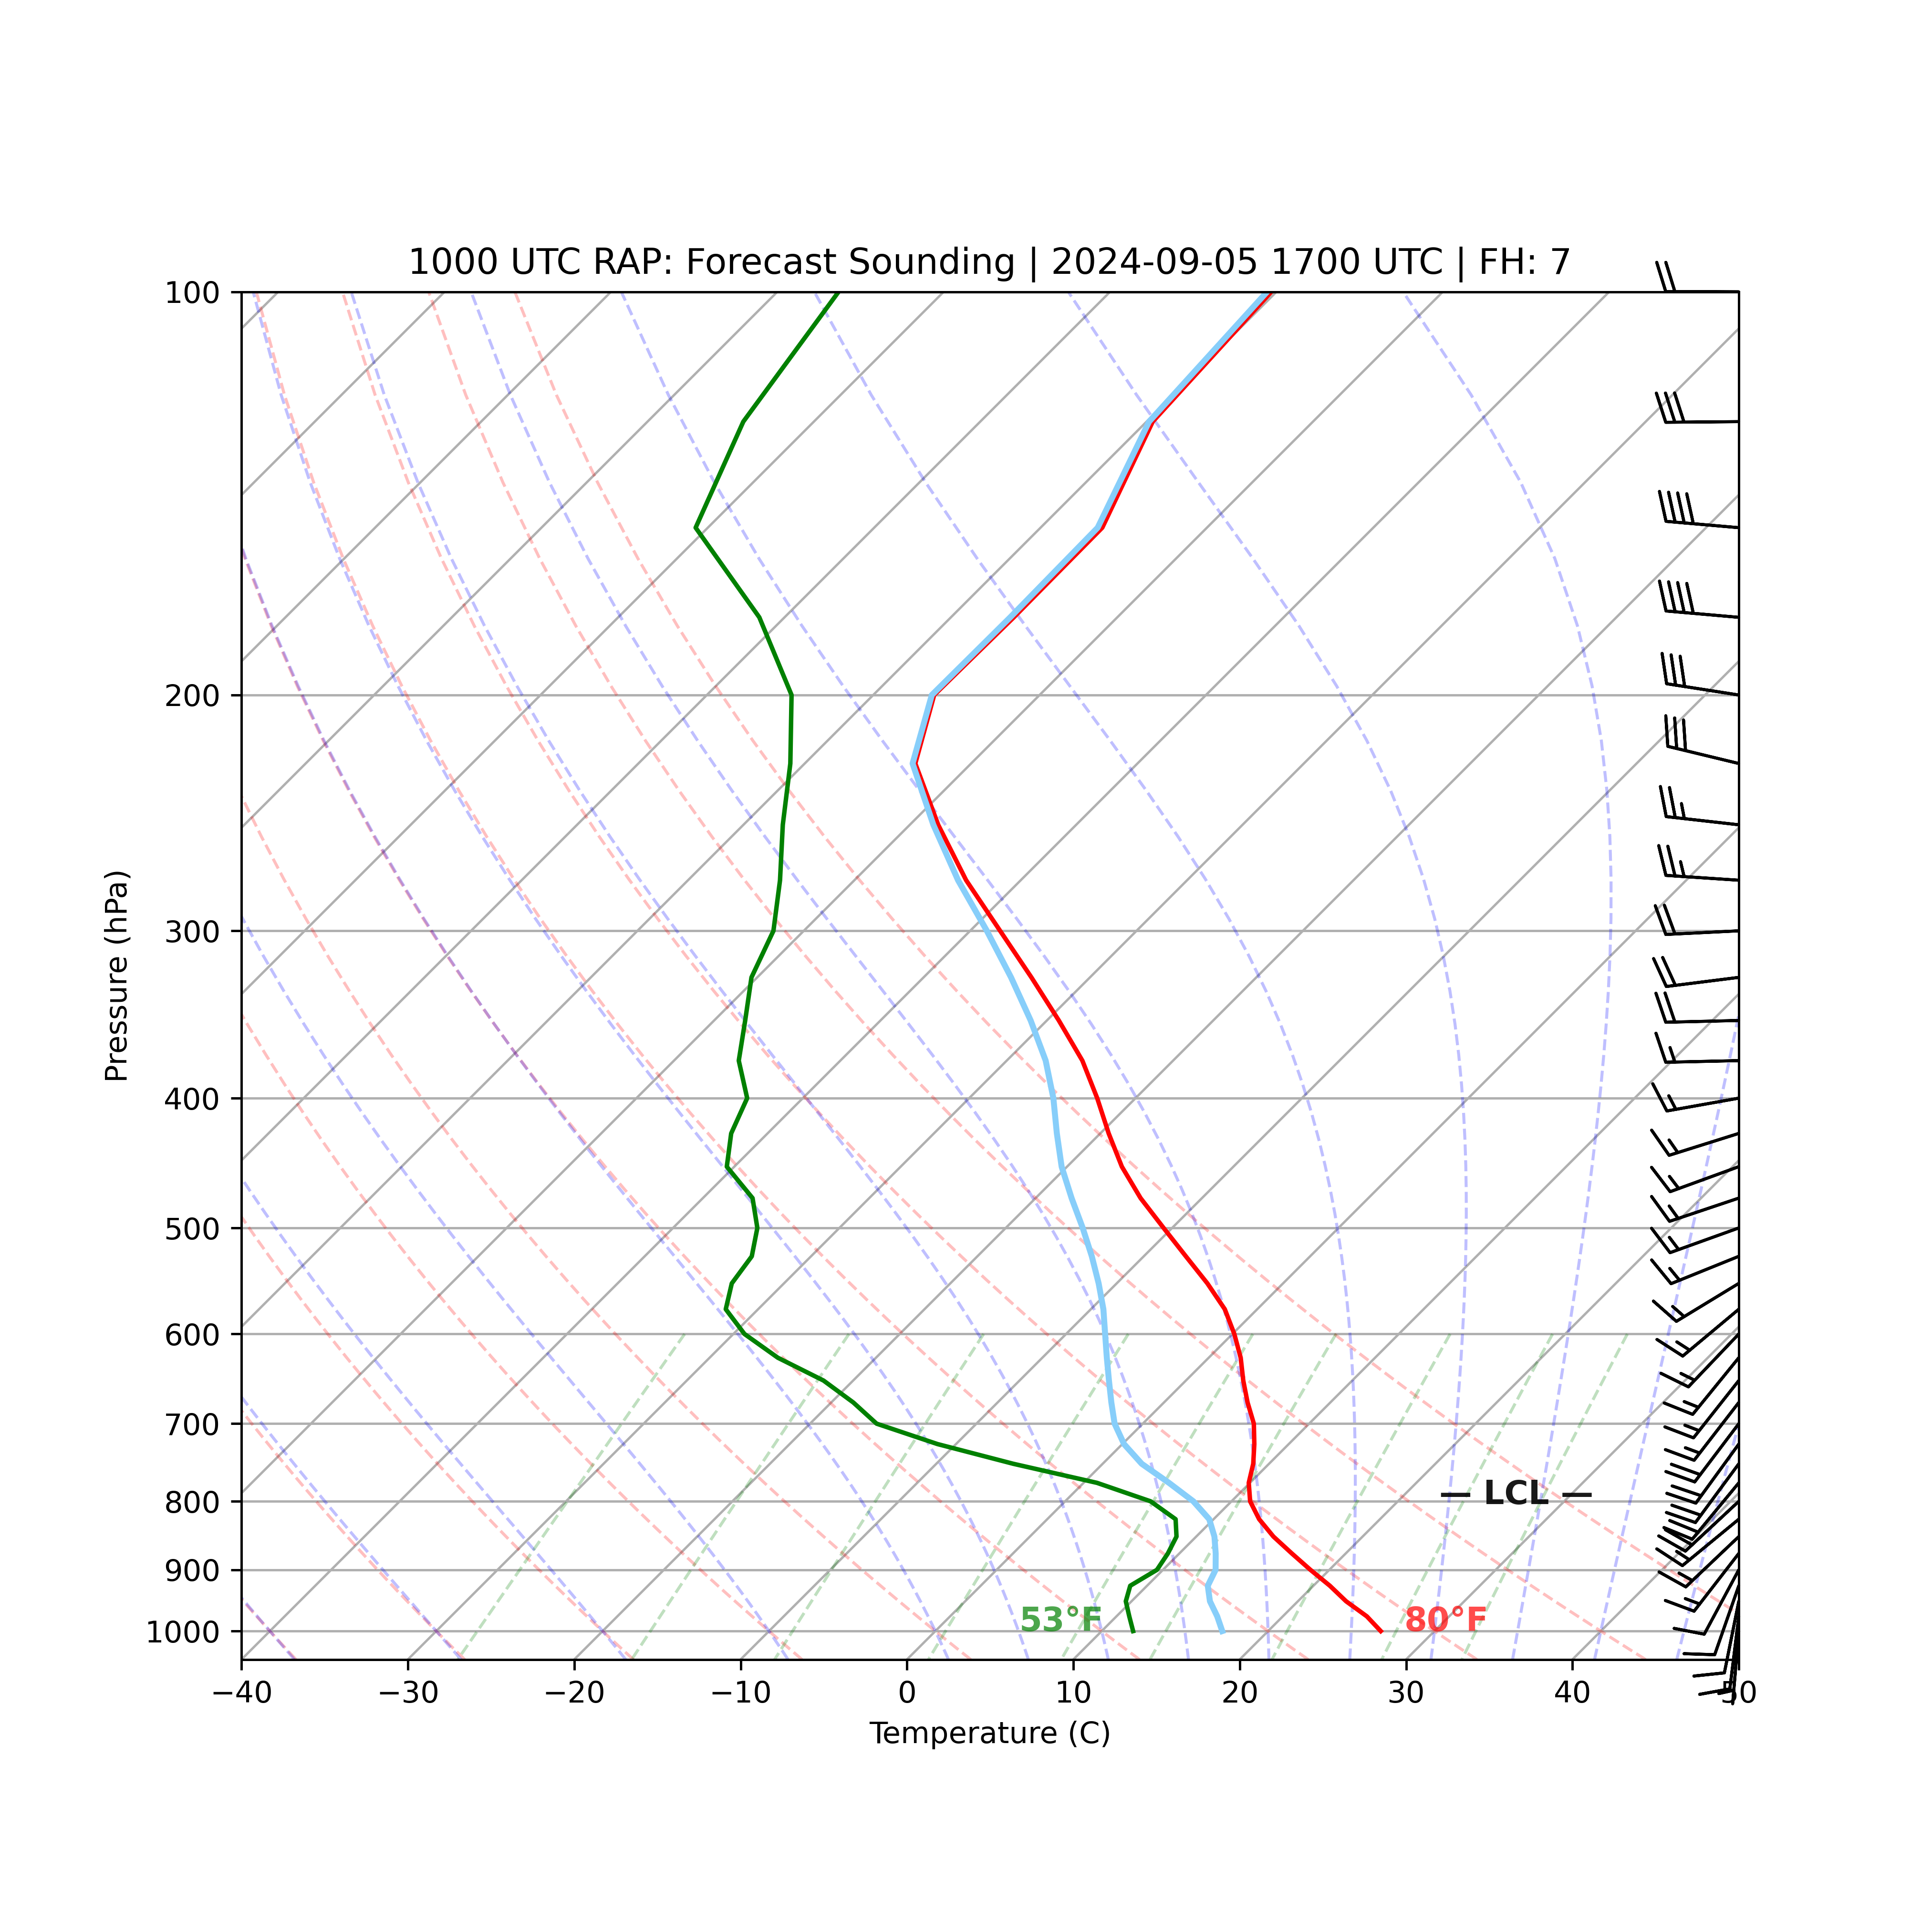 1000 UTC RAP: Forecast Sounding | 2024-09-05 1700 UTC | FH: 7
100
200
300
400
500
600
700
800
900
1000
Pressure (hPa)
— LCL —
53°F
80°F
−40 −30 −20 −10 0 10 20 30 40 50
Temperature (C)